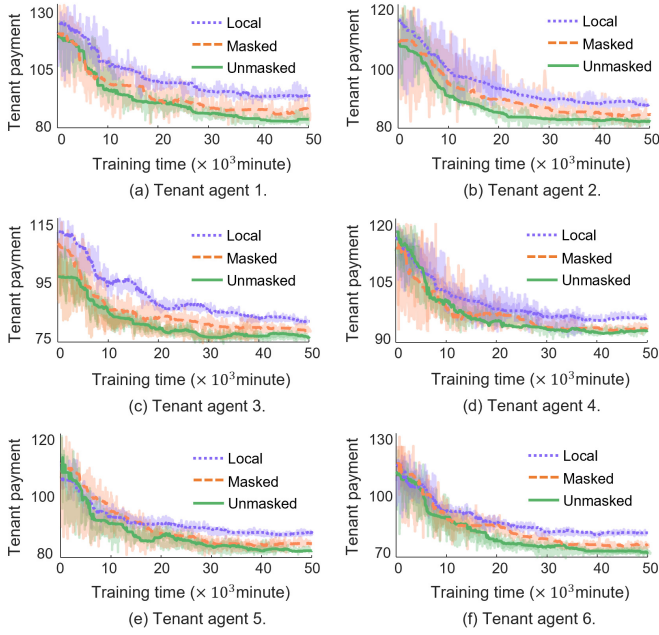 Tenant payment
130
105
80
0 10 20 30 40 50
Local
Masked
Unmasked
Training time (× 10³minute)
(a) Tenant agent 1.
Tenant payment
120
100
80
0 10 20 30 40 50
Local
Masked
Unmasked
Training time (× 10³minute)
(b) Tenant agent 2.
Tenant payment
115
95
75
0 10 20 30 40 50
Local
Masked
Unmasked
Training time (× 10³minute)
(c) Tenant agent 3.
Tenant payment
120
105
90
0 10 20 30 40 50
Local
Masked
Unmasked
Training time (× 10³minute)
(d) Tenant agent 4.
Tenant payment
120
100
80
0 10 20 30 40 50
Local
Masked
Unmasked
Training time (× 10³minute)
(e) Tenant agent 5.
Tenant payment
130
100
70
0 10 20 30 40 50
Local
Masked
Unmasked
Training time (× 10³minute)
(f) Tenant agent 6.